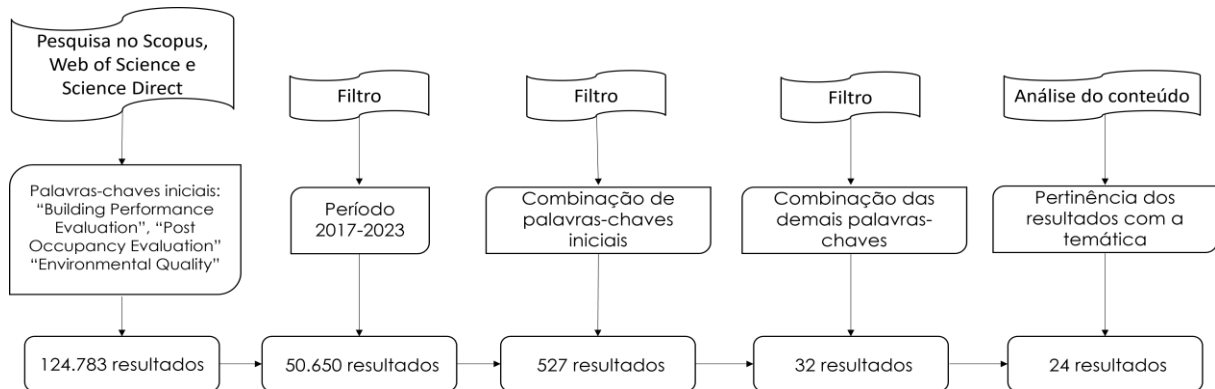 Pesquisa no Scopus,
Web of Science e
Science Direct
Palavras-chaves iniciais:
“Building Performance
Evaluation”, “Post
Occupancy Evaluation”
“Environmental Quality”
124.783 resultados
Filtro
Período
2017-2023
50.650 resultados
Filtro
Combinação de
palavras-chaves
iniciais
527 resultados
Filtro
Combinação das
demais palavras-
chaves
32 resultados
Análise do conteúdo
Pertinência dos
resultados com a
temática
24 resultados